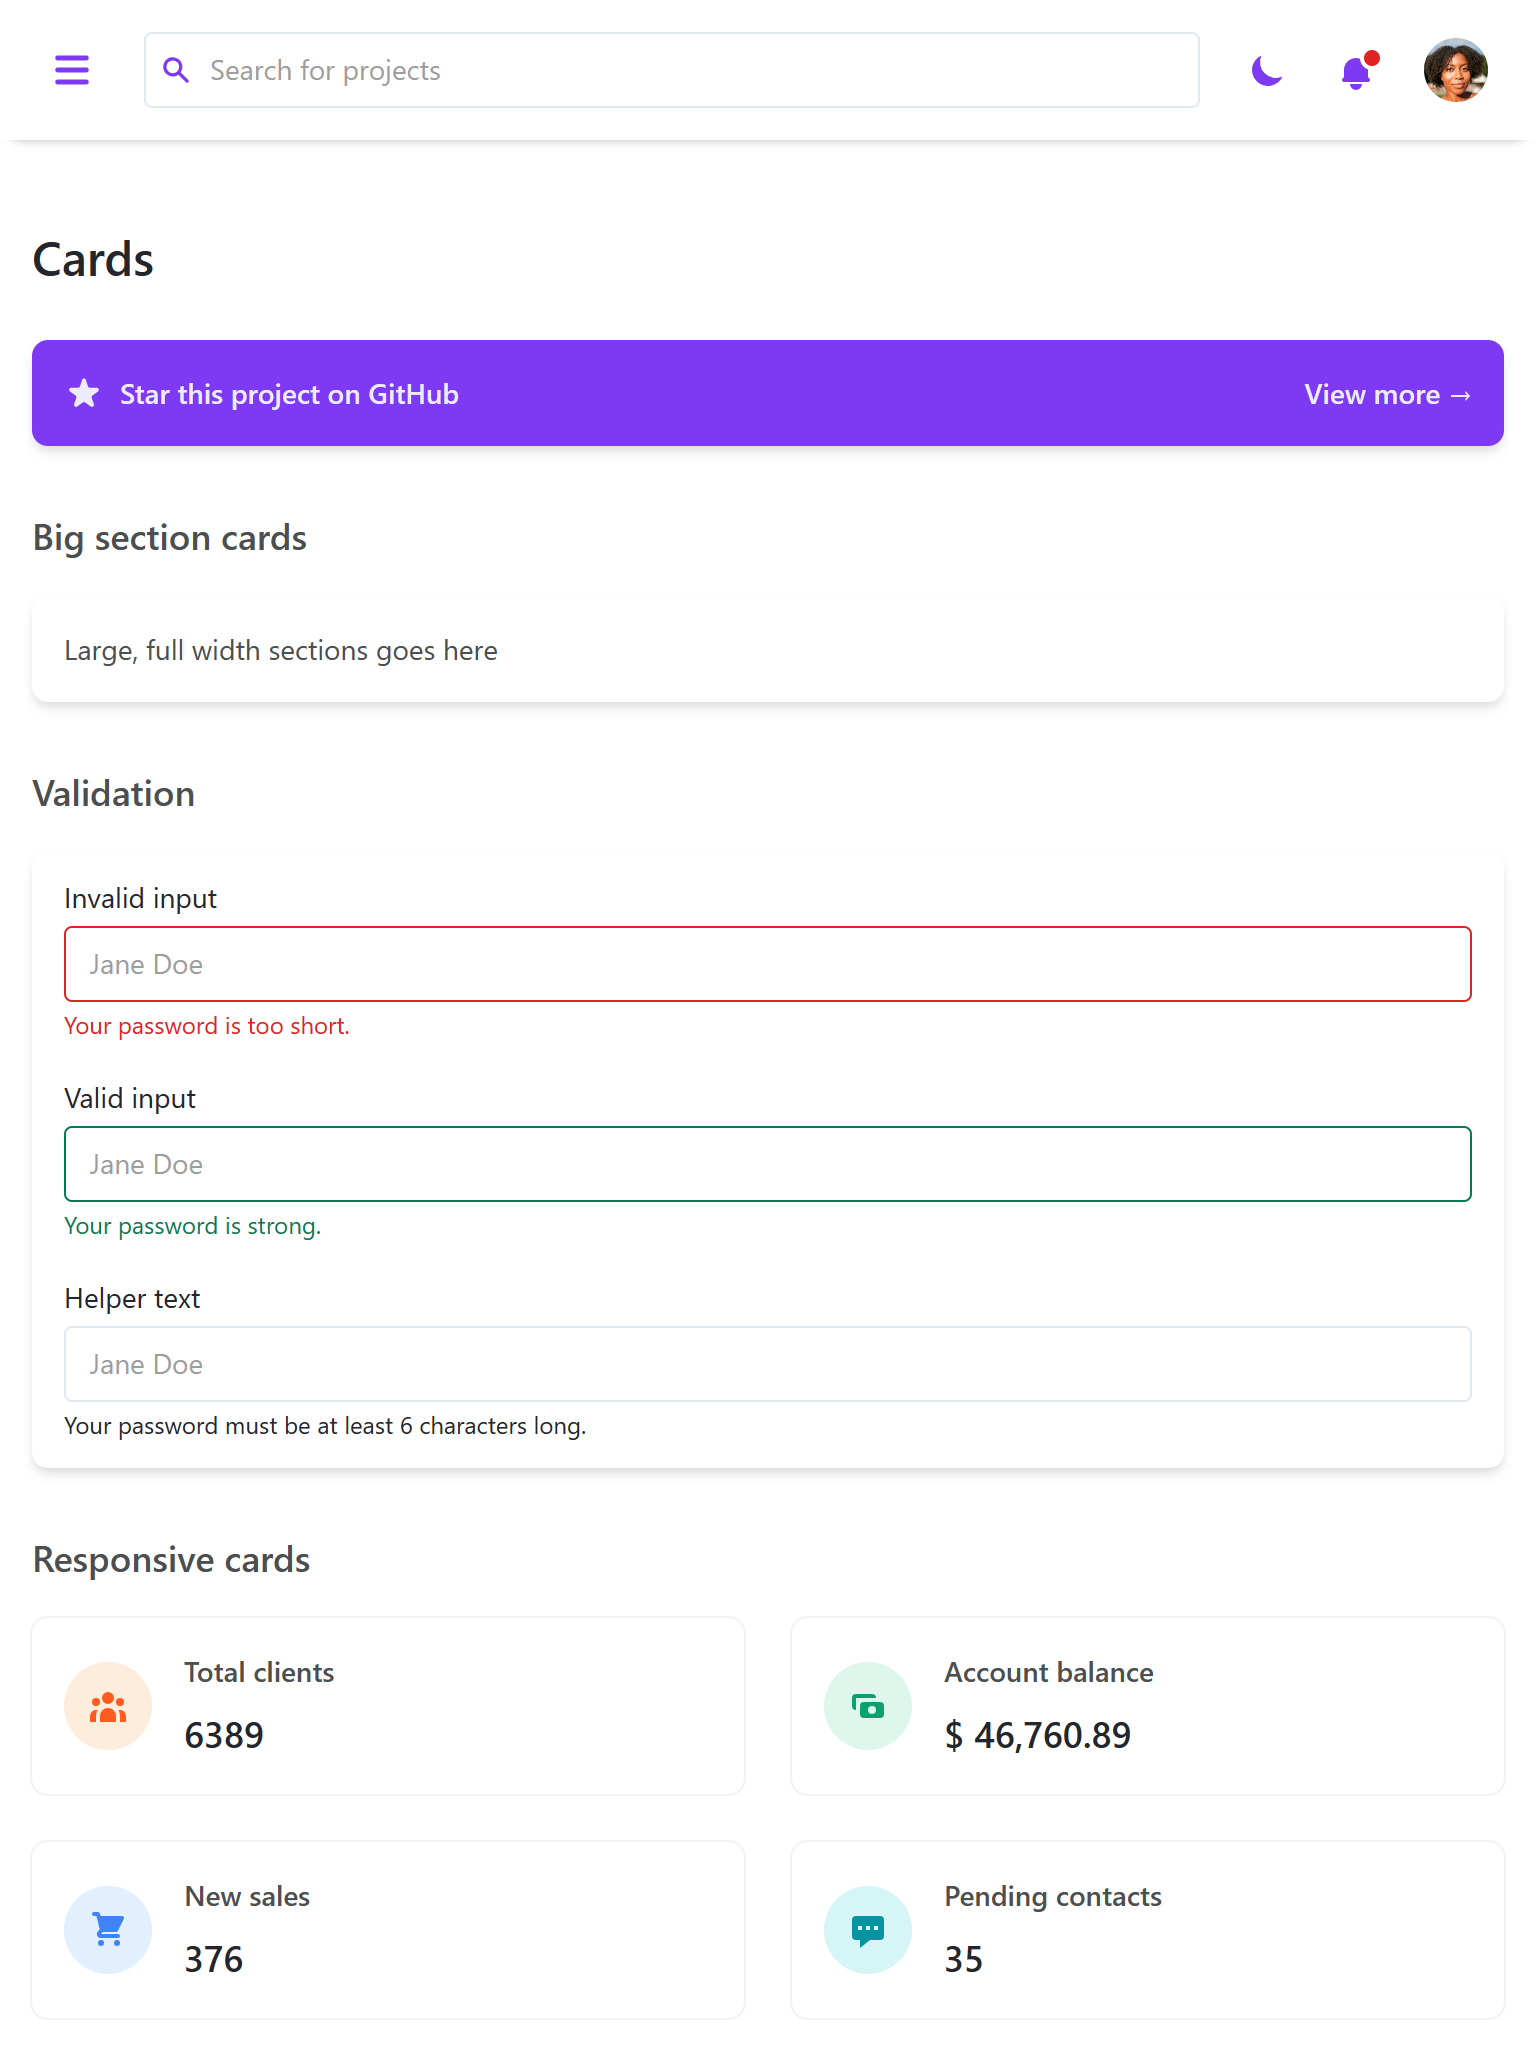 Search for projects
Cards
Star this project on GitHub
View more →
Big section cards
Large, full width sections goes here
Validation
Invalid input
Jane Doe
Your password is too short.
Valid input
Jane Doe
Your password is strong.
Helper text
Jane Doe
Your password must be at least 6 characters long.
Responsive cards
Total clients
6389
Account balance
$ 46,760.89
New sales
376
Pending contacts
35